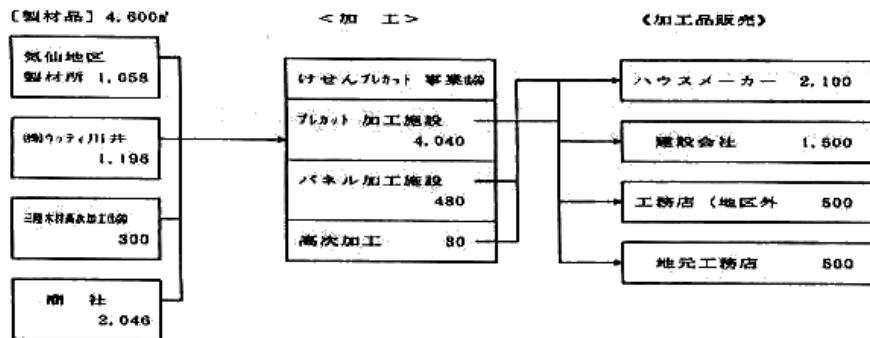 〔製材品〕 4,600㎥
気仙地区
製材所 1,058
㈱ウッティ川井
1,196
三陸木材高次加工(協)
300
商 社
2,046
<加 工>
けせんプレカット 事業(協)
プレカット 加工施設
4,040
パネル加工施設
480
高次加工 80
《加工品販売》
ハウスメーカー 2,100
建設会社 1,500
工務店(地区外 500
地元工務店 500